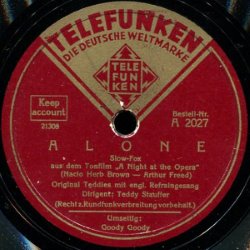 TELEFUNKEN
DIE DEUTSCHE WELTMARKE
TELE
FUN
KEN
Keep
account
21308
Bestell-Nr.
A 2027
ALONE
Slow-Fox
aus dem Tonfilm „A Night at the Opera"
(Nacio Herb Brown — Arthur Freed)
Original Teddies mit engl. Refraingesang
Dirigent: Teddy Stauffer
(Recht z. Rundfunkverbreitung vorbehalt.)
Umseitig:
Goody Goody